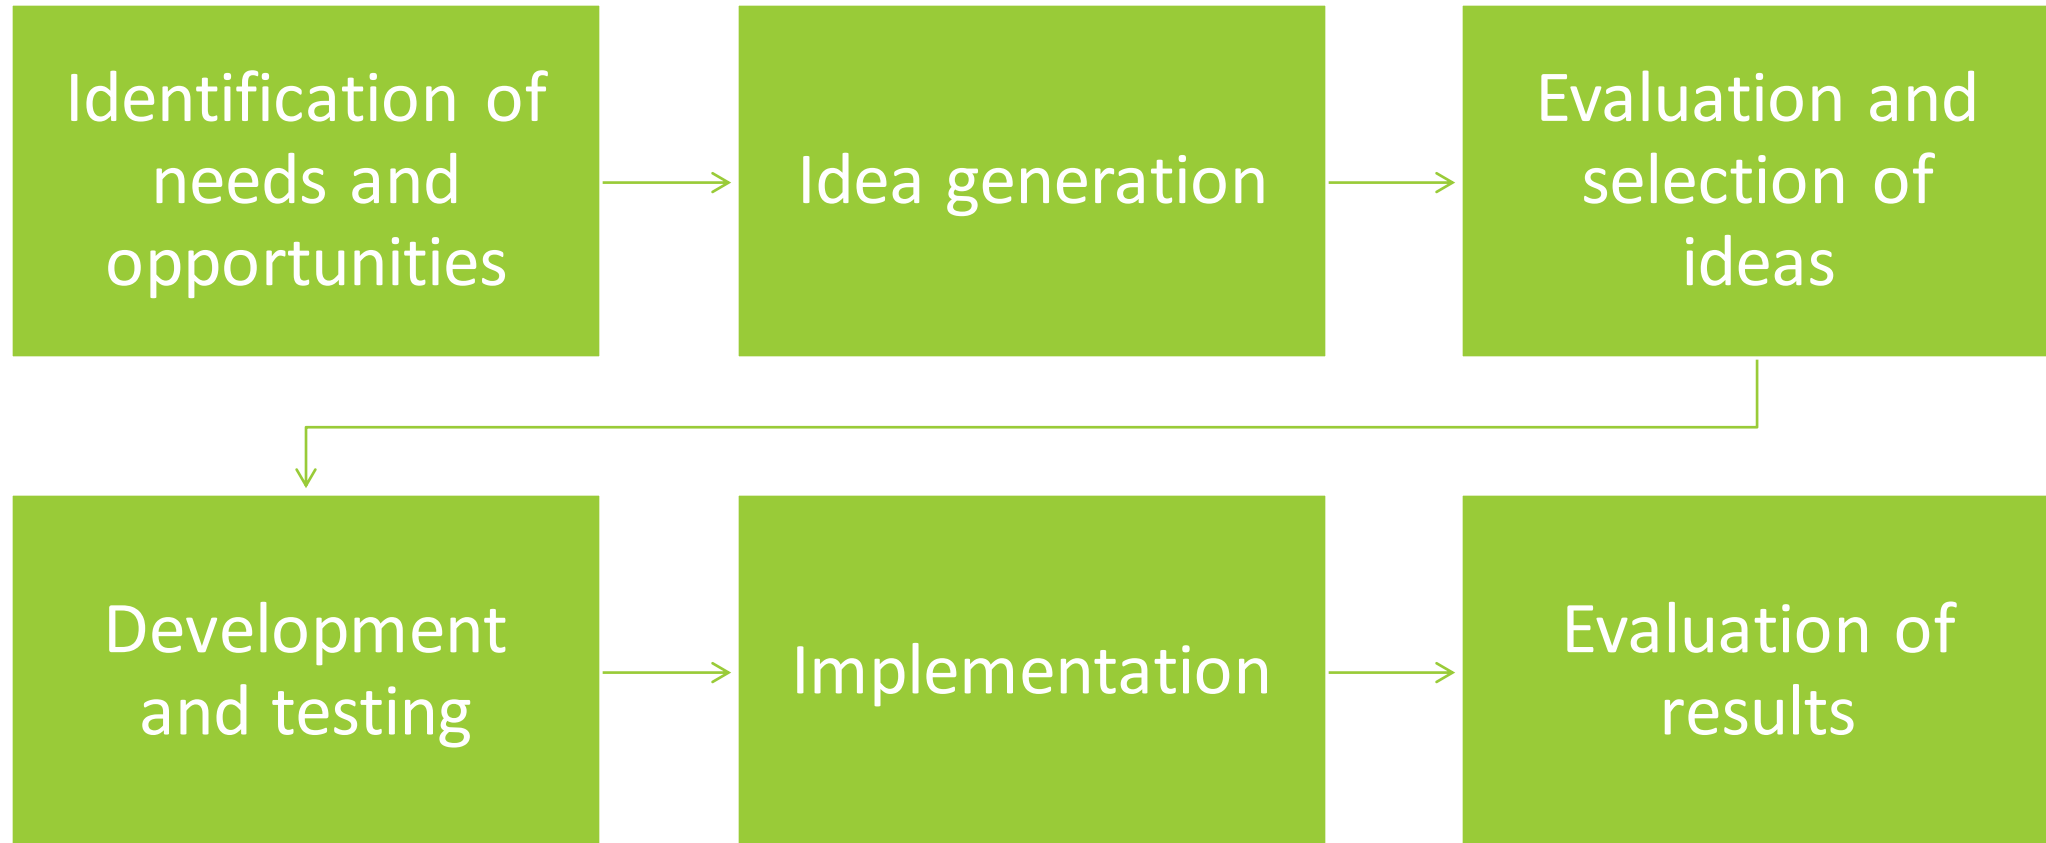 Identification of
needs and
opportunities
Idea generation
Evaluation and
selection of
ideas
Development
and testing
Implementation
Evaluation of
results